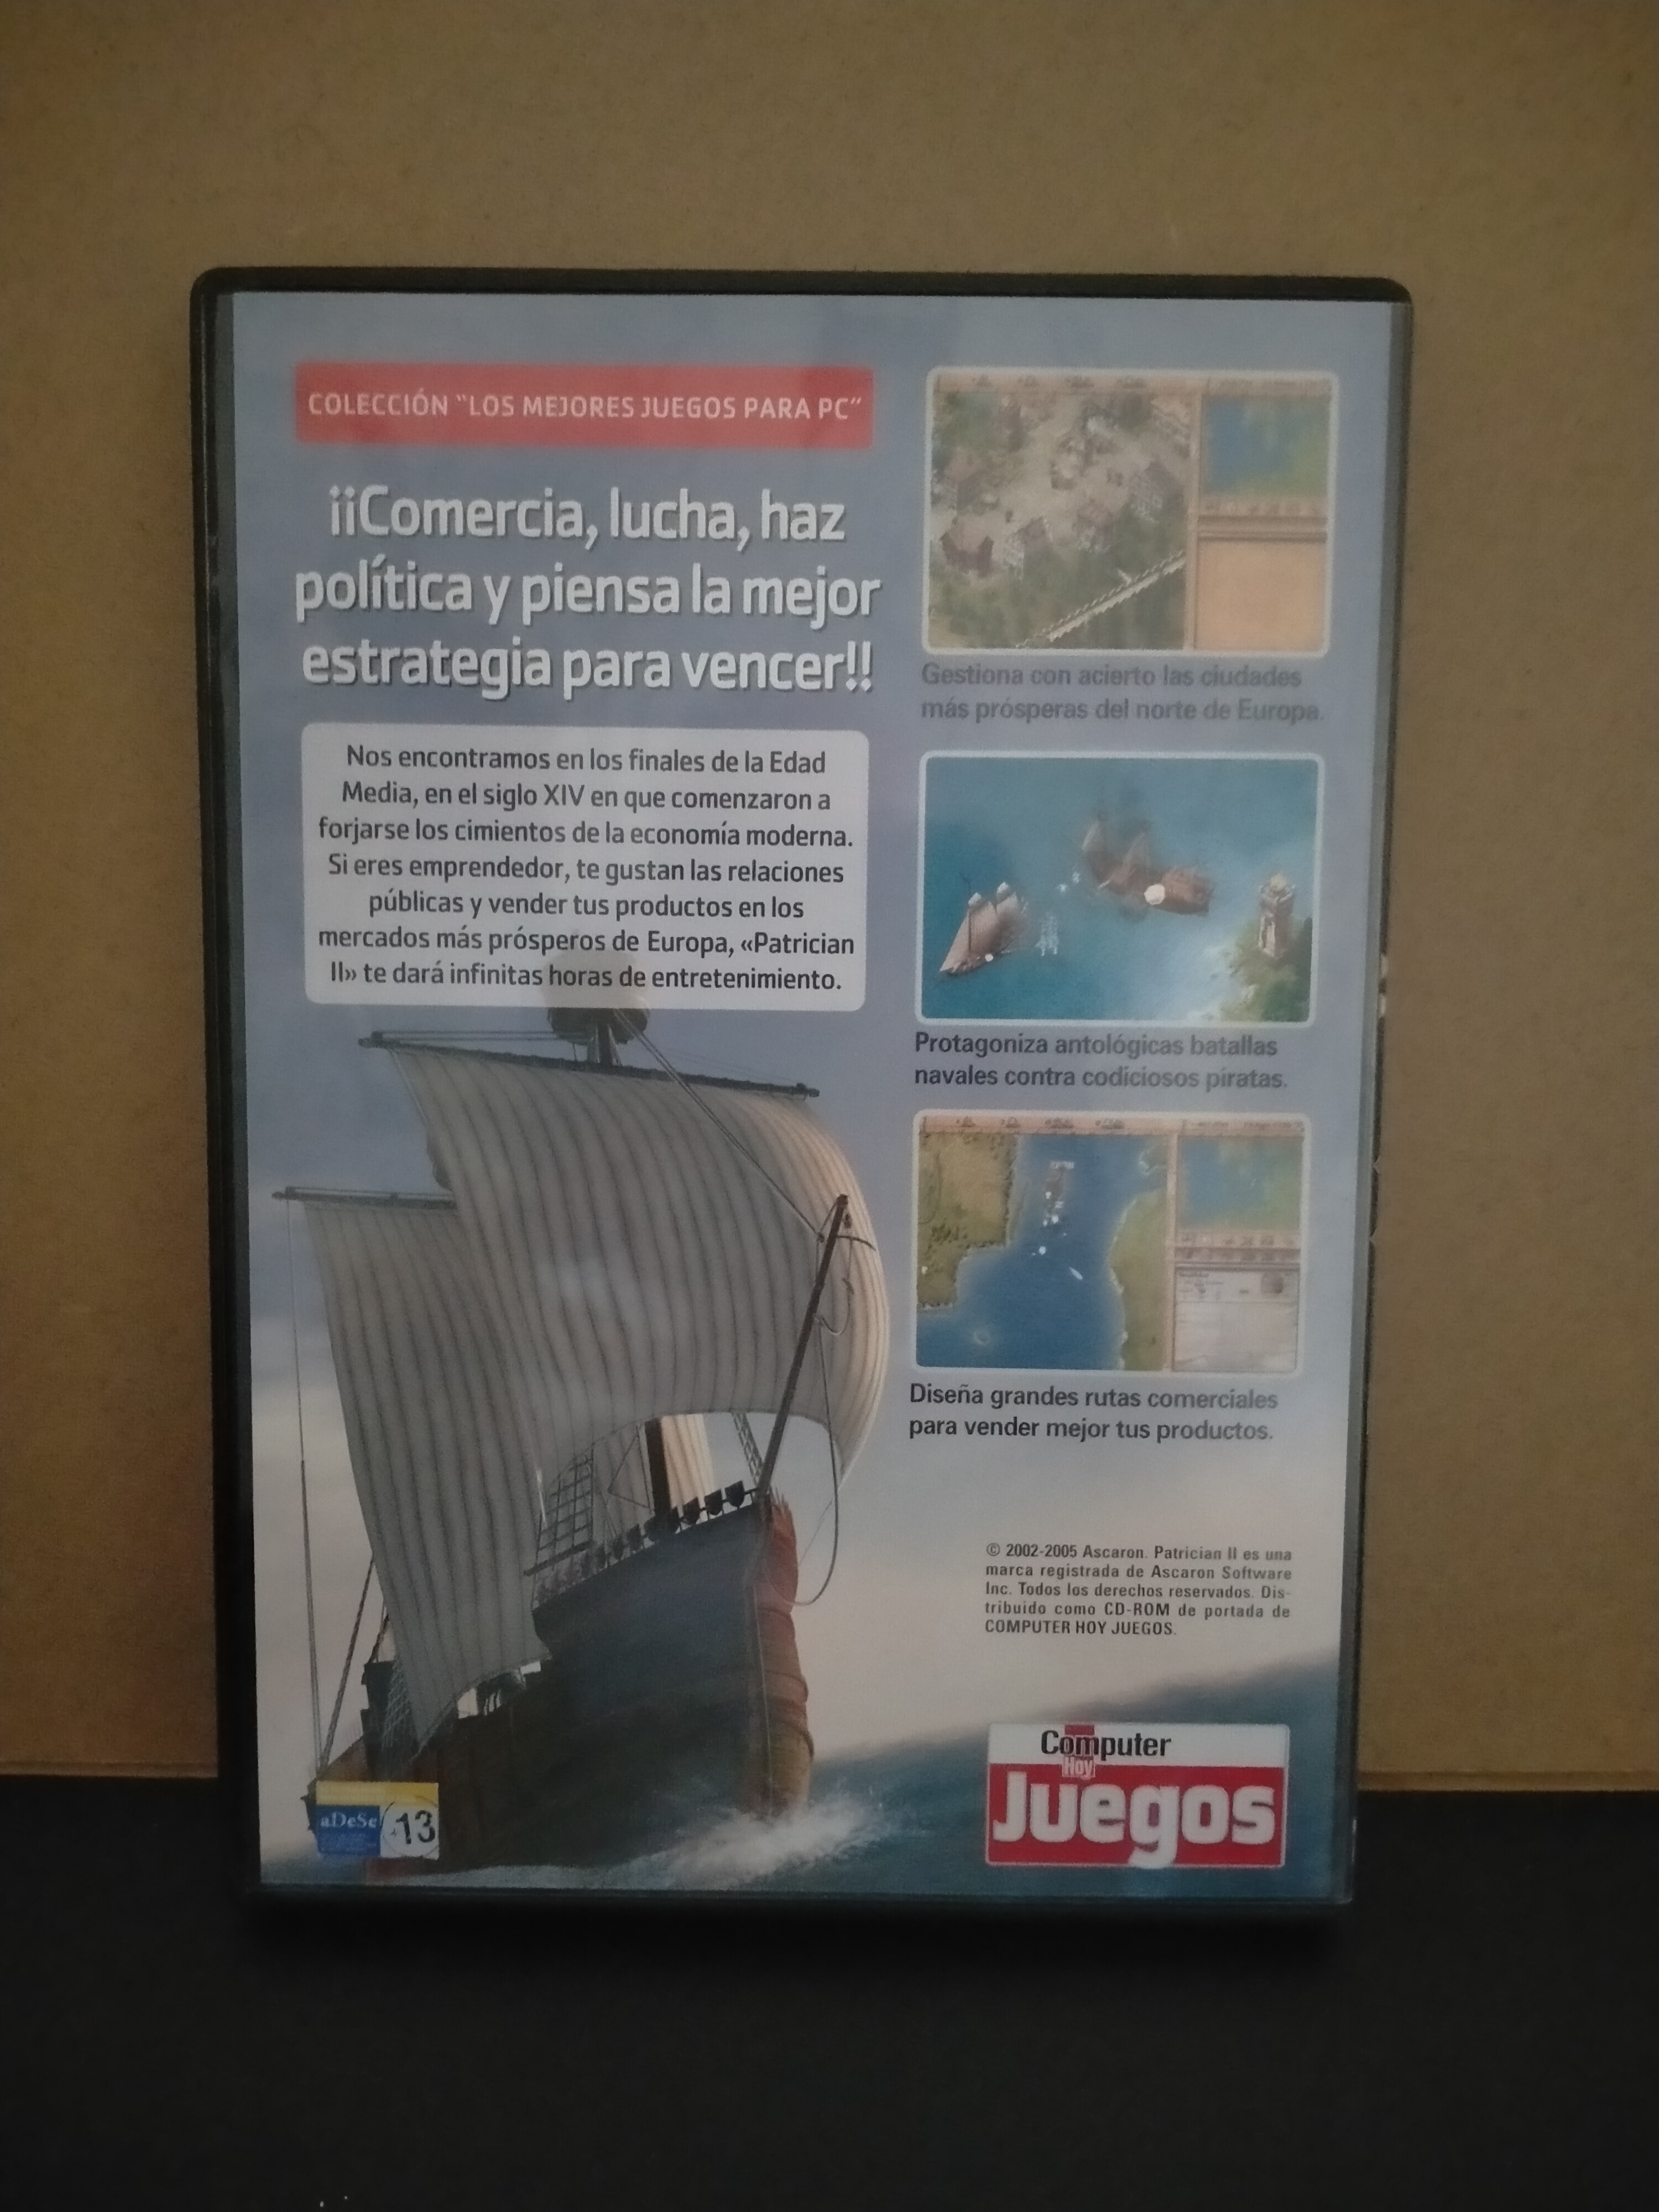 COLECCIÓN "LOS MEJORES JUEGOS PARA PC"
¡¡Comercia, lucha, haz
política y piensa la mejor
estrategia para vencer!!
Nos encontramos en los finales de la Edad
Media, en el siglo XIV en que comenzaron a
forjarse los cimientos de la economía moderna.
Si eres emprendedor, te gustan las relaciones
públicas y vender tus productos en los
mercados más prósperos de Europa, «Patrician
II» te dará infinitas horas de entretenimiento.
Gestiona con acierto las ciudades
más prósperas del norte de Europa.
Protagoniza antológicas batallas
navales contra codiciosos piratas.
Diseña grandes rutas comerciales
para vender mejor tus productos.
© 2002-2005 Ascaron. Patrician II es una
marca registrada de Ascaron Software
Inc. Todos los derechos reservados. Dis-
tribuido como CD-ROM de portada de
COMPUTER HOY JUEGOS.
aDeSe +13
Computer
Hoy
Juegos